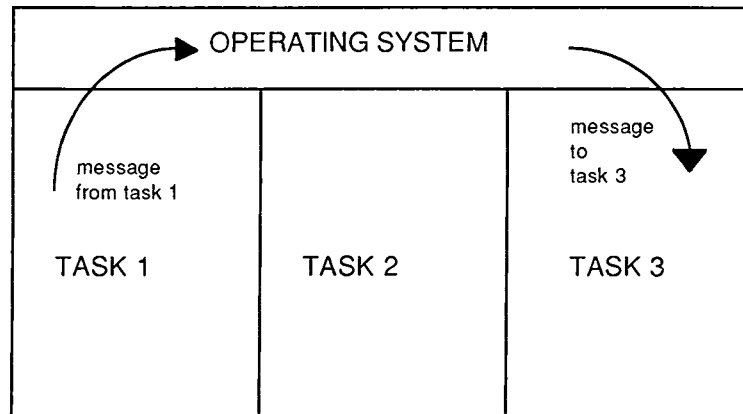 OPERATING SYSTEM
message
from task 1
message
to
task 3
TASK 1
TASK 2
TASK 3